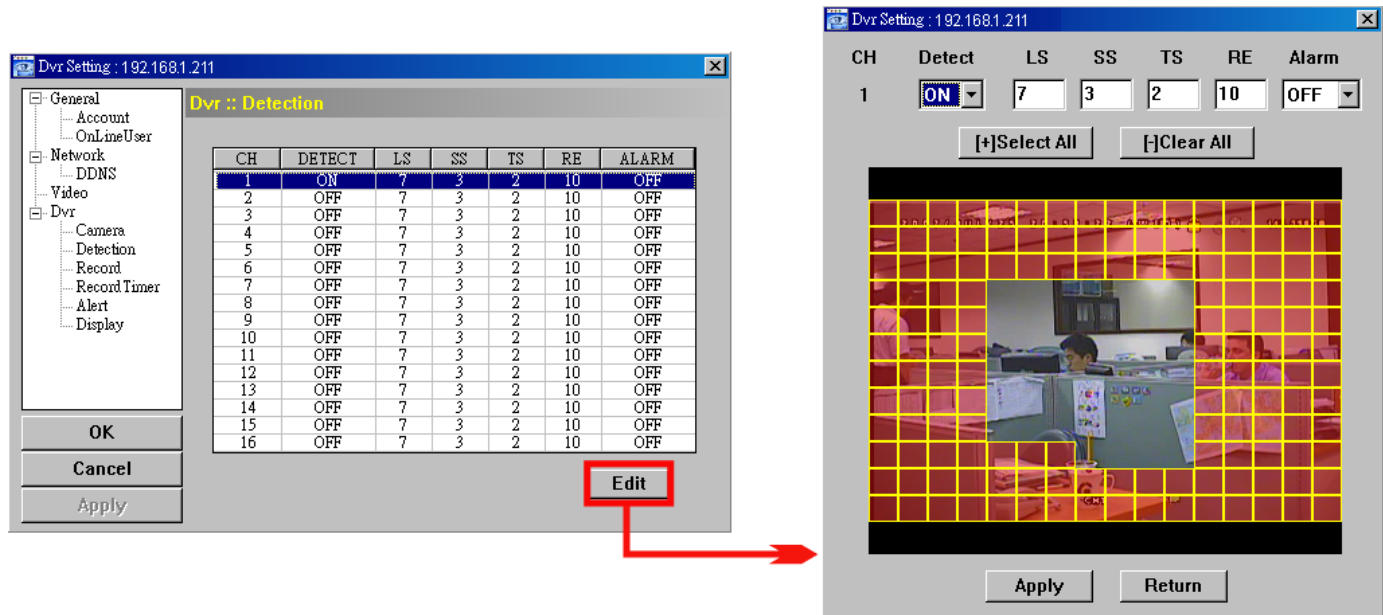 Dvr Setting : 192.168.1.211
General
Account
OnLineUser
Network
DDNS
Video
Dvr
Camera
Detection
Record
Record Timer
Alert
Display
OK
Cancel
Apply
Dvr :: Detection
CH DETECT LS SS TS RE ALARM
1 ON 7 3 2 10 OFF
2 OFF 7 3 2 10 OFF
3 OFF 7 3 2 10 OFF
4 OFF 7 3 2 10 OFF
5 OFF 7 3 2 10 OFF
6 OFF 7 3 2 10 OFF
7 OFF 7 3 2 10 OFF
8 OFF 7 3 2 10 OFF
9 OFF 7 3 2 10 OFF
10 OFF 7 3 2 10 OFF
11 OFF 7 3 2 10 OFF
12 OFF 7 3 2 10 OFF
13 OFF 7 3 2 10 OFF
14 OFF 7 3 2 10 OFF
15 OFF 7 3 2 10 OFF
16 OFF 7 3 2 10 OFF
Edit
Dvr Setting : 192.168.1.211
CH Detect LS SS TS RE Alarm
1 ON 7 3 2 10 OFF
[+]Select All [-]Clear All
Apply Return